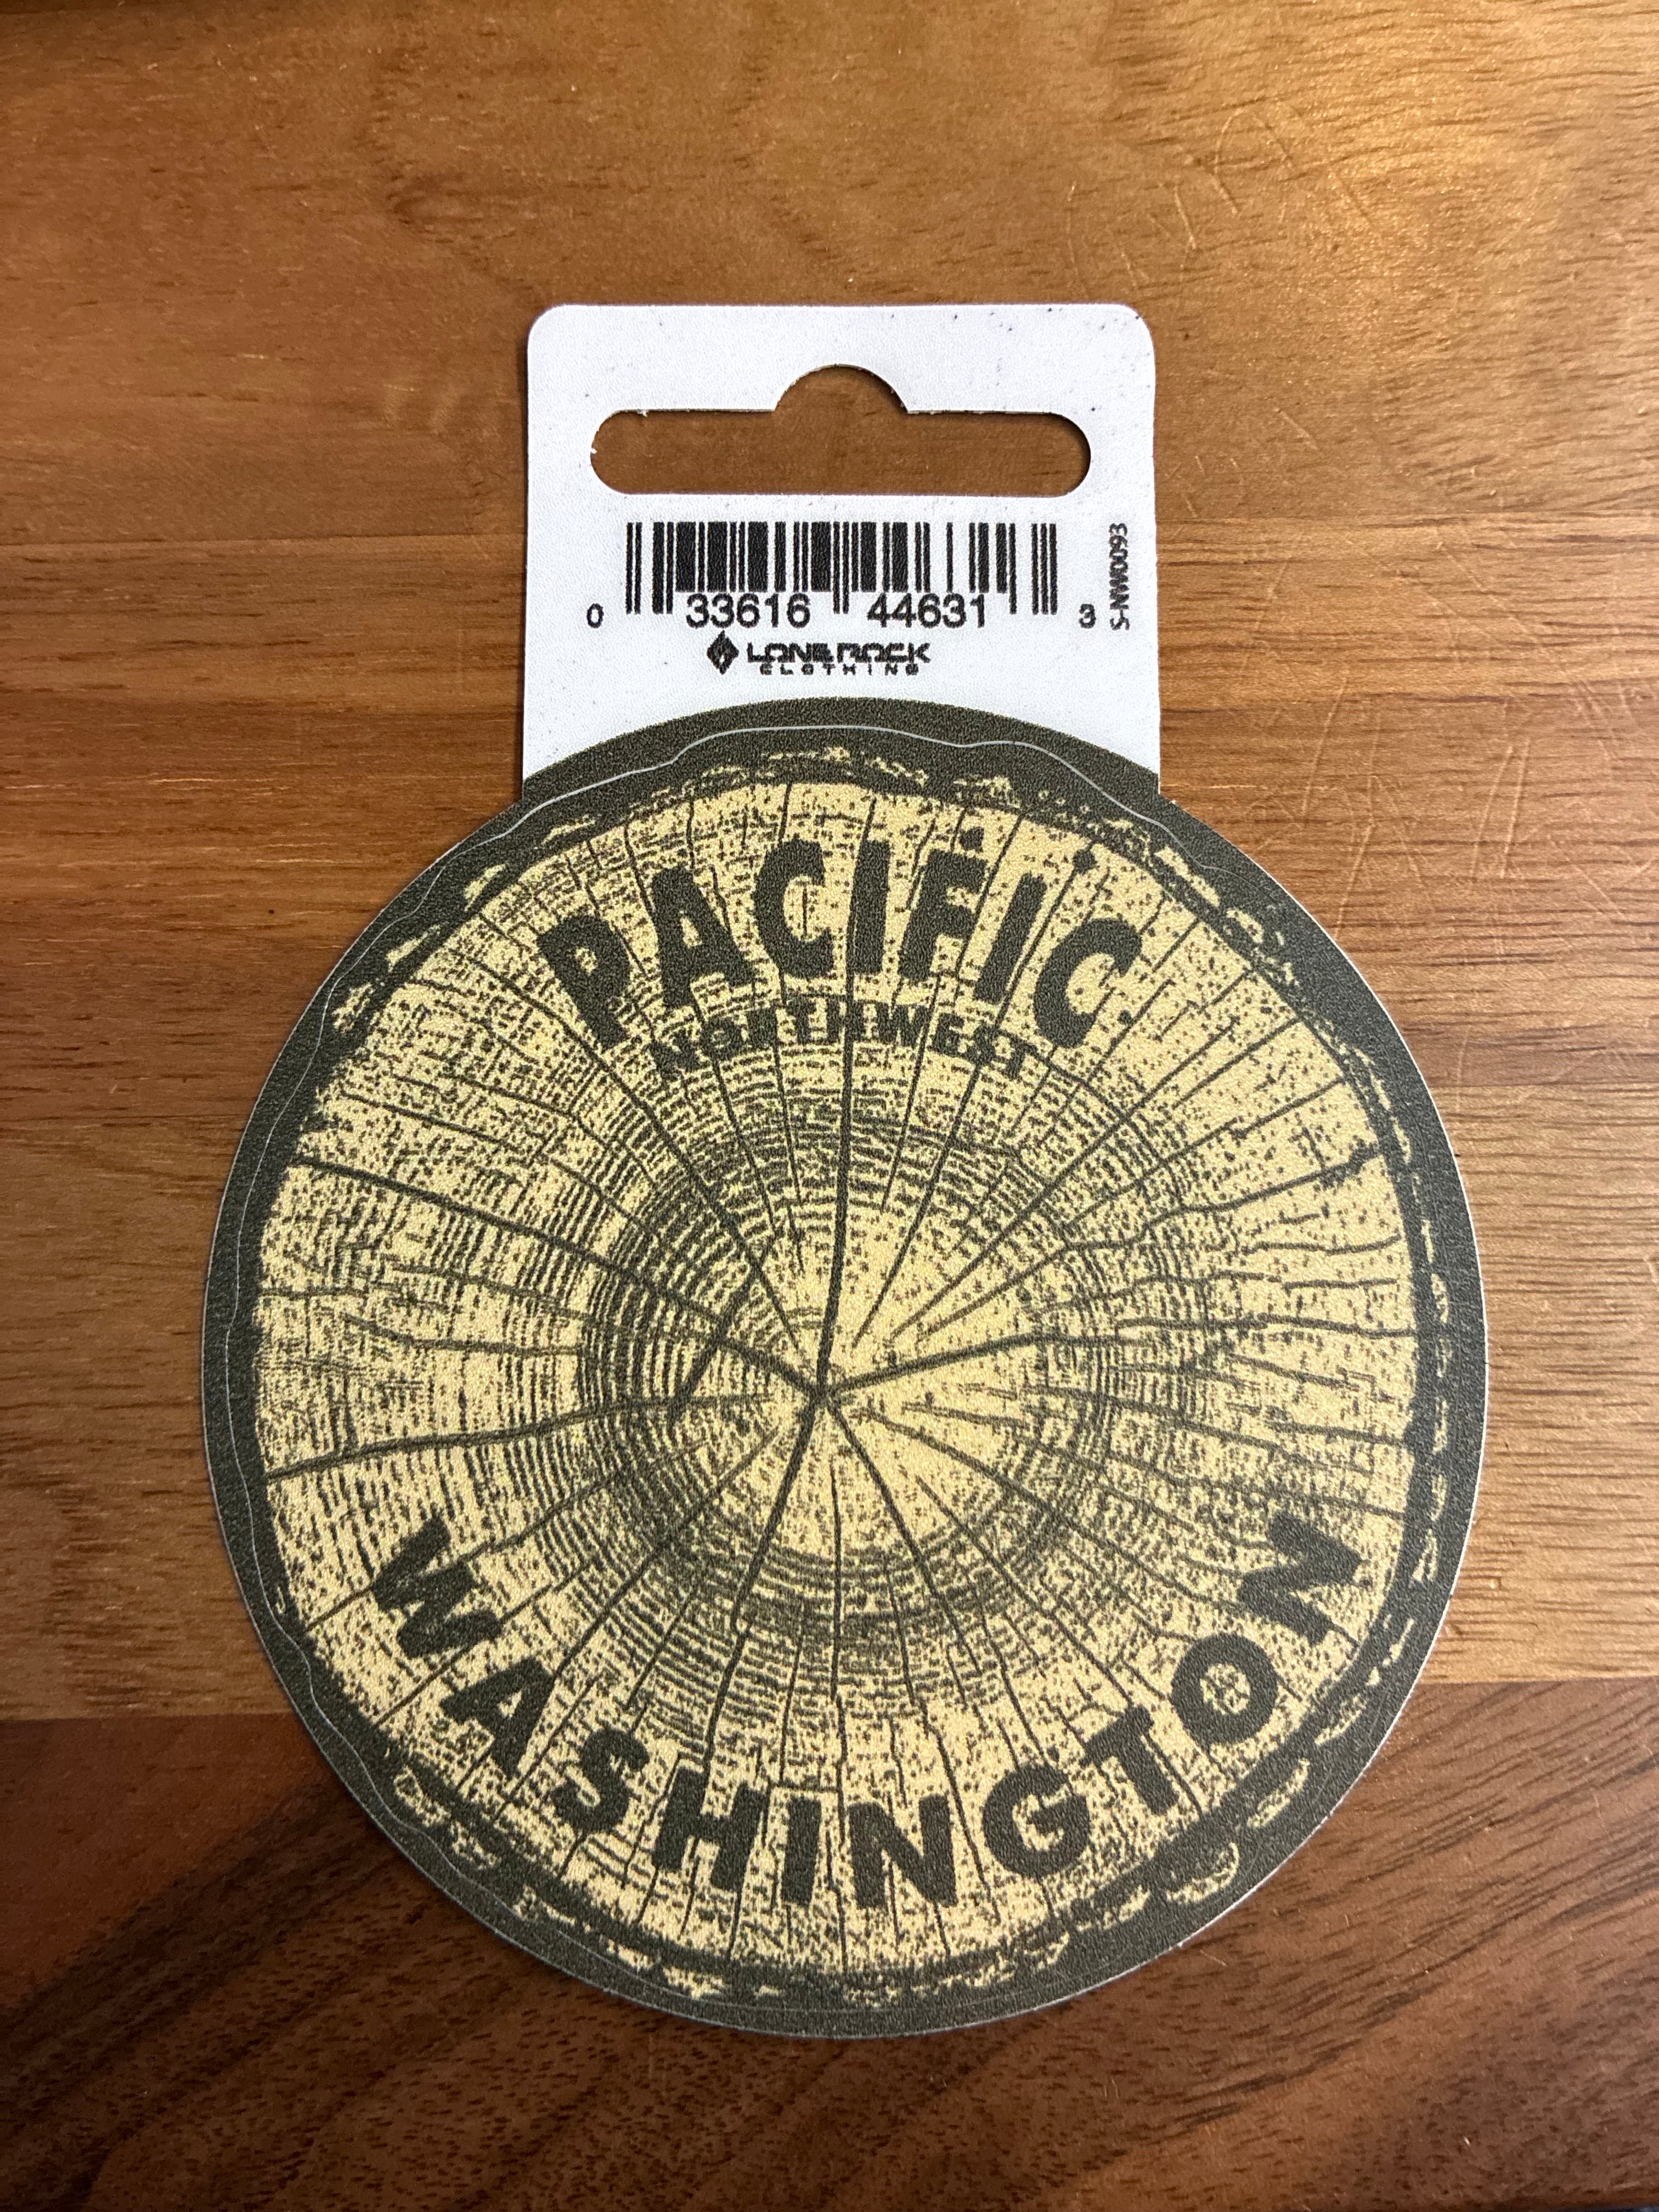 0 33616 44631 3
S-NW0093
LONE ROCK
CLOTHING
PACIFIC
NORTHWEST
WASHINGTON